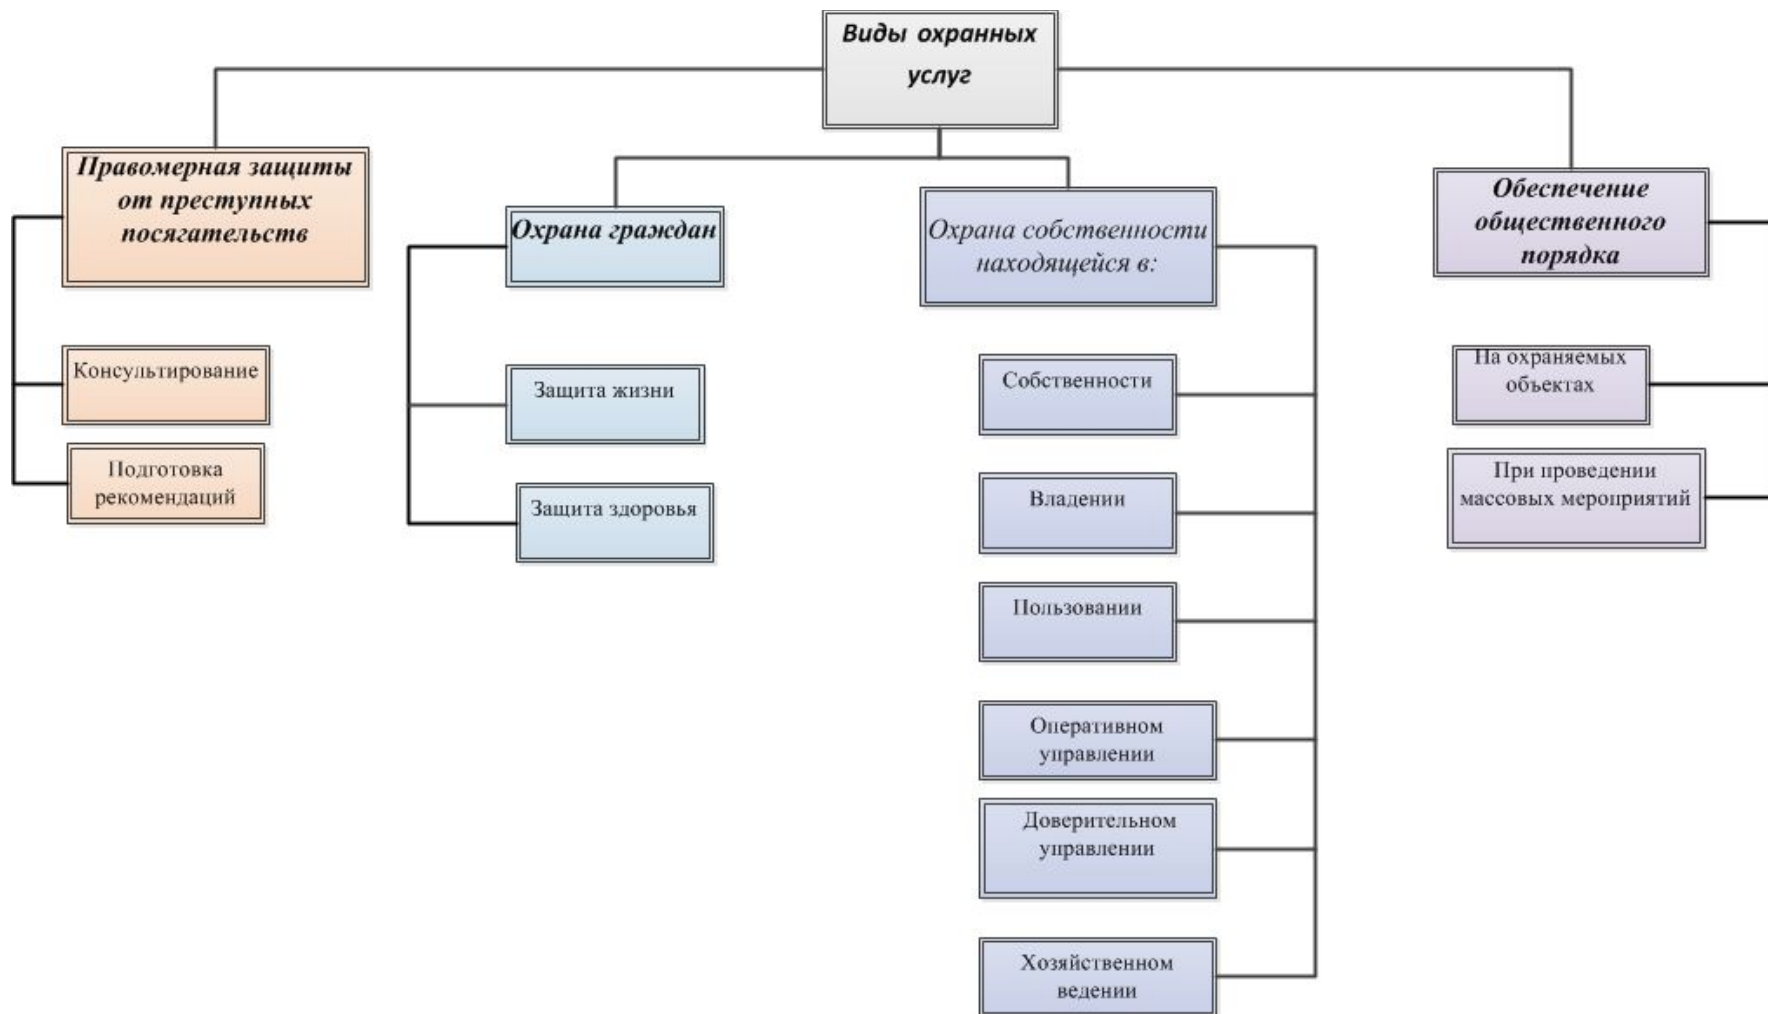 Виды охранных
услуг
Правомерная защиты
от преступных
посягательств
Консультирование
Подготовка
рекомендаций
Охрана граждан
Защита жизни
Защита здоровья
Охрана собственности
находящейся в:
Собственности
Владении
Пользовании
Оперативном
управлении
Доверительном
управлении
Хозяйственном
ведении
Обеспечение
общественного
порядка
На охраняемых
объектах
При проведении
массовых мероприятий